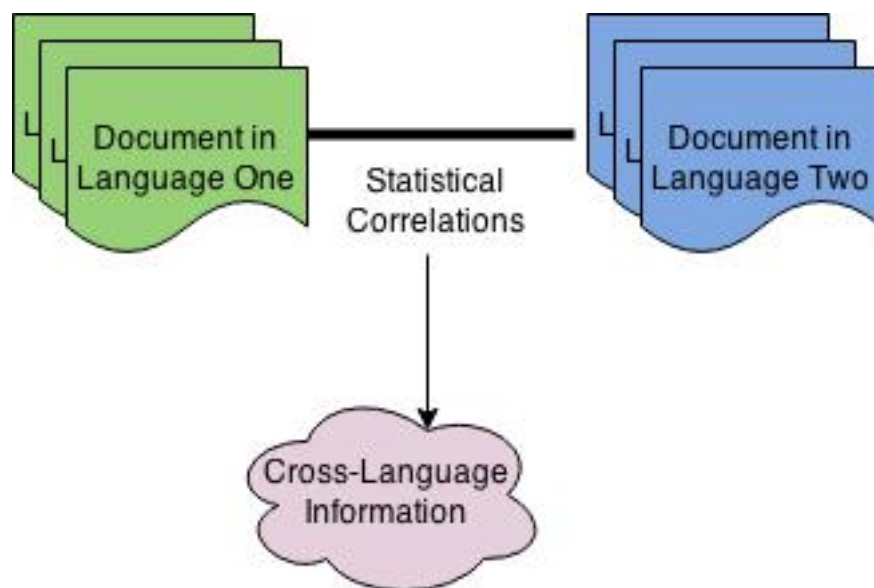 Document in
Language One
Document in
Language Two
Statistical
Correlations
Cross-Language
Information